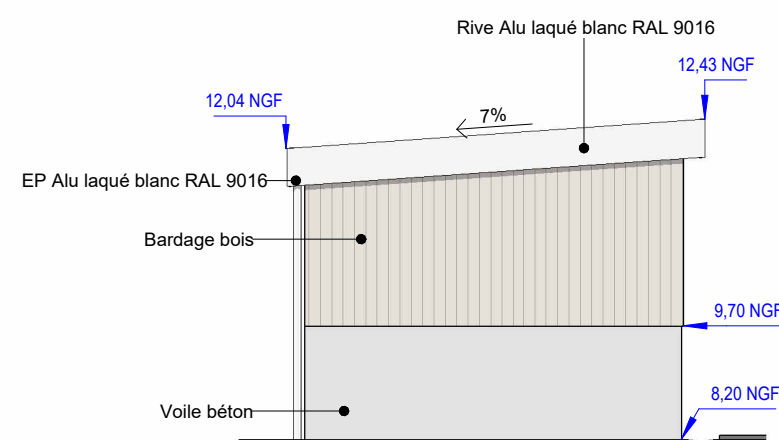 Rive Alu laqué blanc RAL 9016
12,43 NGF
12,04 NGF
7%
EP Alu laqué blanc RAL 9016
Bardage bois
9,70 NGF
8,20 NGF
Voile béton